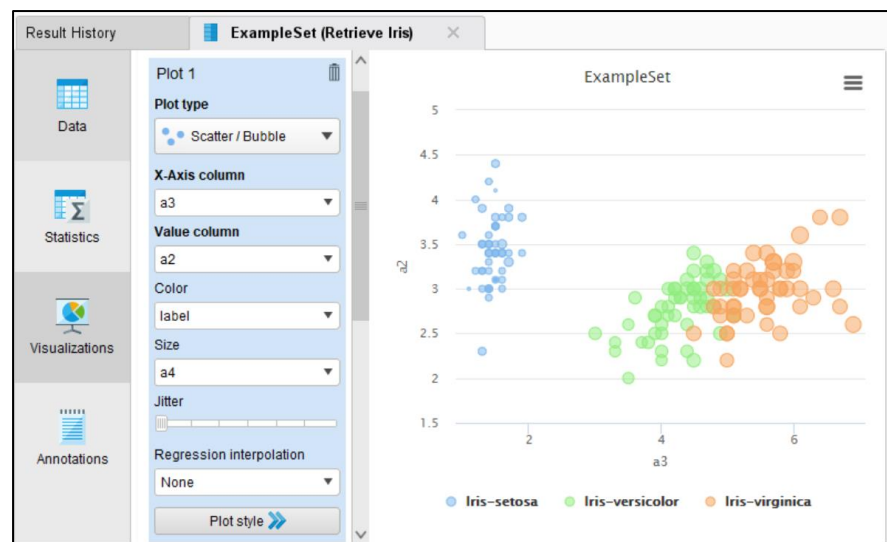 Result History
ExampleSet (Retrieve Iris)
Data
Statistics
Visualizations
Annotations
Plot 1
Plot type
Scatter / Bubble
X-Axis column
a3
Value column
a2
Color
label
Size
a4
Jitter
Regression interpolation
None
Plot style
ExampleSet
5
4.5
4
3.5
3
2.5
2
1.5
a2
2
4
6
a3
Iris-setosa
Iris-versicolor
Iris-virginica